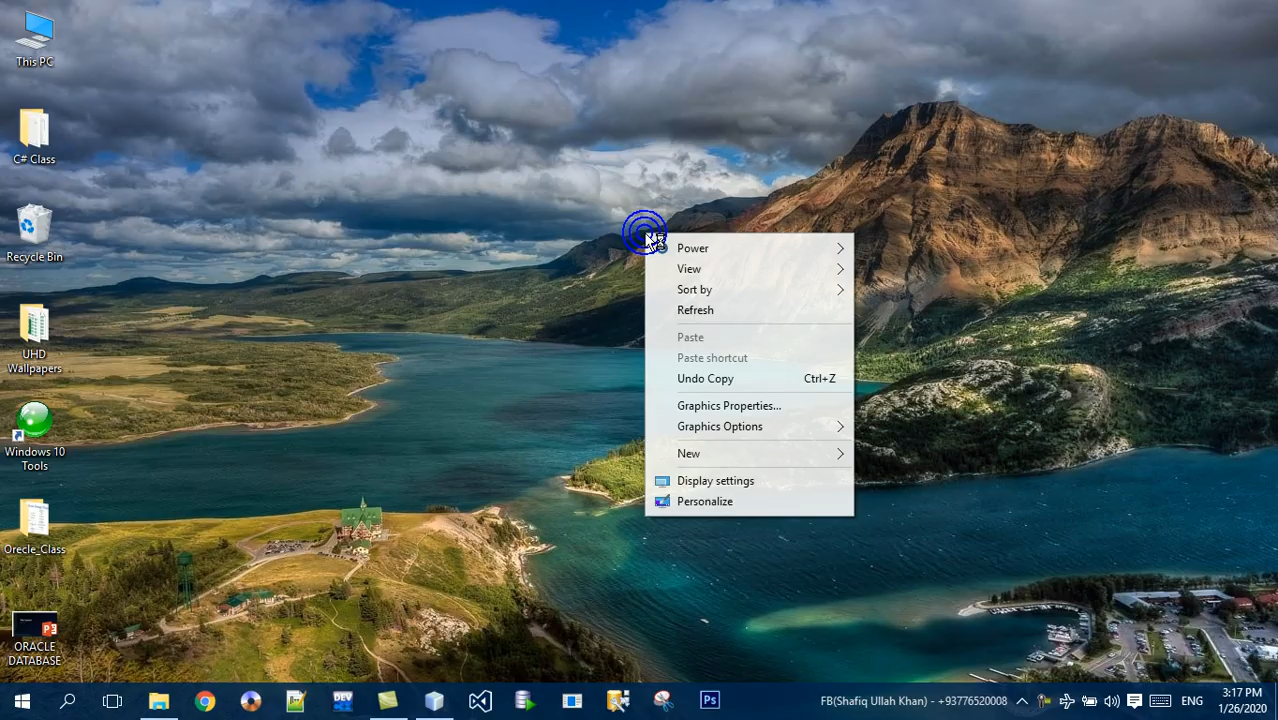 This PC
C# Class
Recycle Bin
UHD
Wallpapers
Windows 10
Tools
Orecle_Class
ORACLE
DATABASE
Power
View
Sort by
Refresh
Paste
Paste shortcut
Undo Copy Ctrl+Z
Graphics Properties...
Graphics Options
New
Display settings
Personalize
DEV
Ps
FB(Shafiq Ullah Khan) - +93776520008
ENG
3:17 PM
1/26/2020